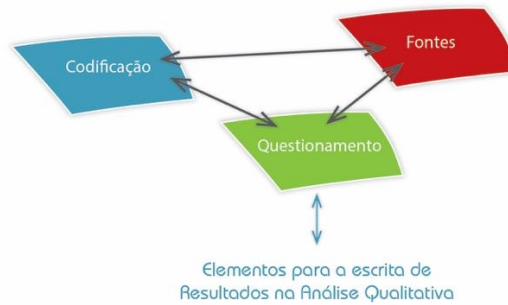 Fontes
Codificação
Questionamento
Elementos para a escrita de
Resultados na Análise Qualitativa